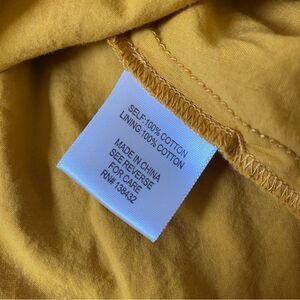 SELF:100% COTTON
LINING:100% COTTON
MADE IN CHINA
SEE REVERSE
FOR CARE
RN# 138432